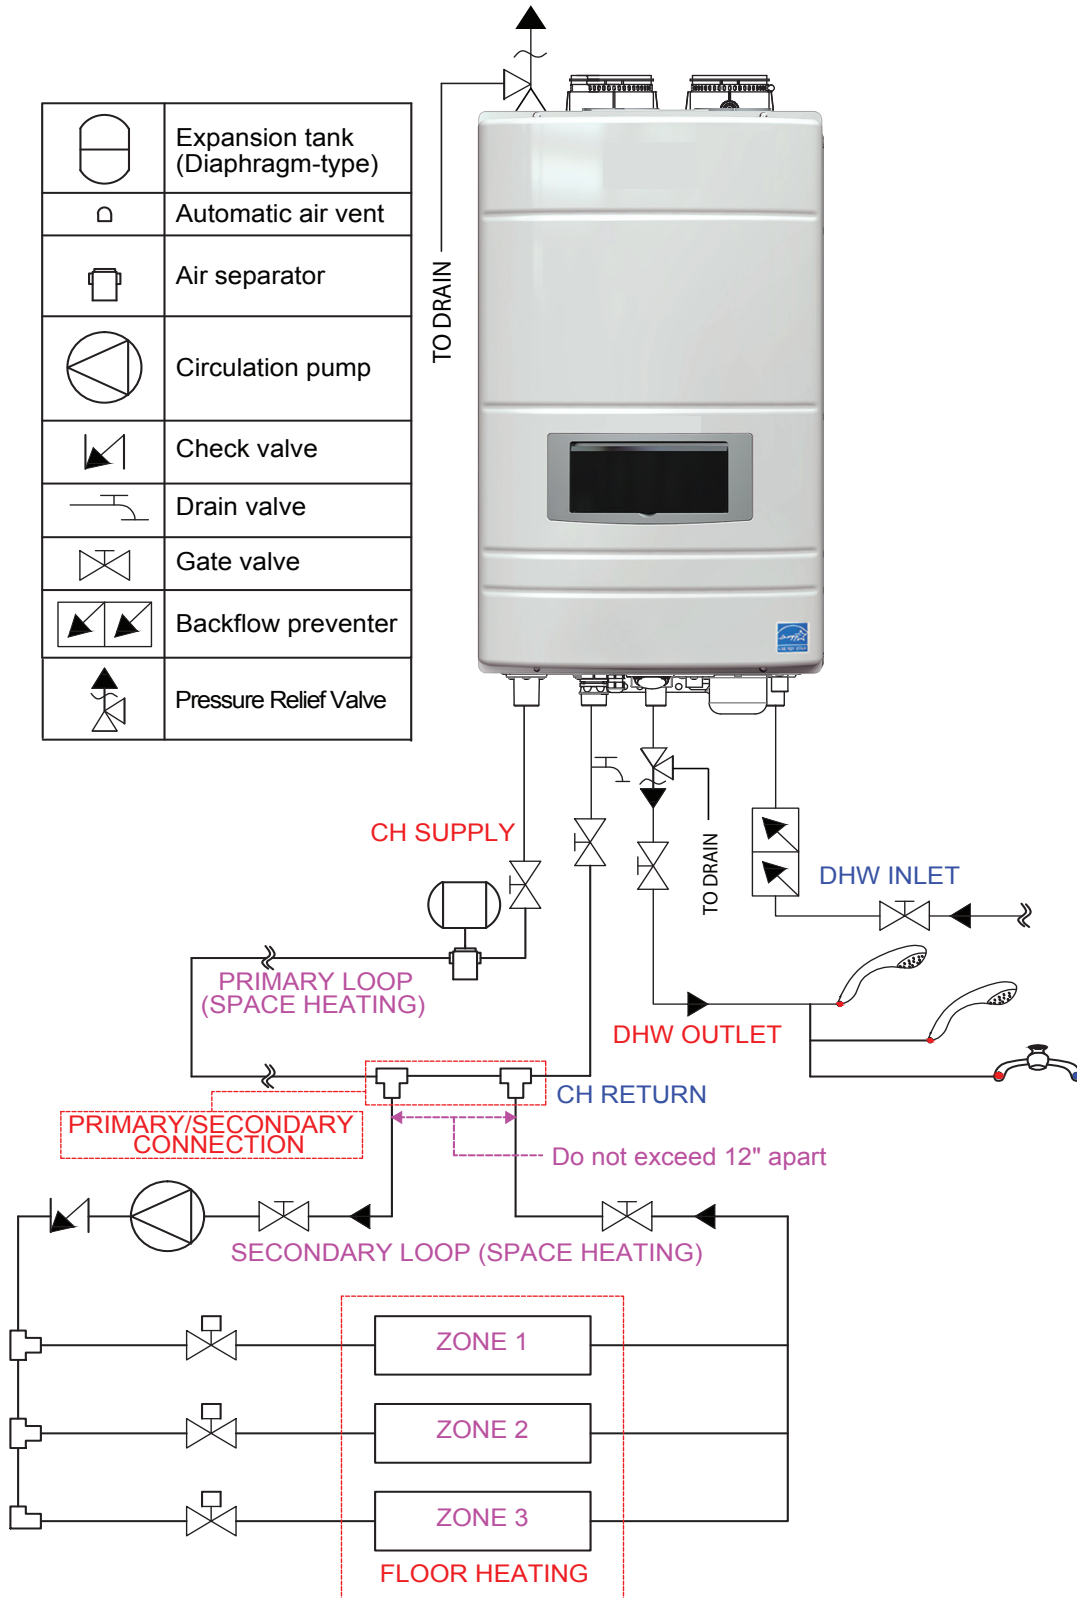 Expansion tank
(Diaphragm-type)
Automatic air vent
Air separator
Circulation pump
Check valve
Drain valve
Gate valve
Backflow preventer
Pressure Relief Valve
TO DRAIN
CH SUPPLY
TO DRAIN
DHW INLET
PRIMARY LOOP
(SPACE HEATING)
DHW OUTLET
CH RETURN
PRIMARY/SECONDARY
CONNECTION
Do not exceed 12" apart
SECONDARY LOOP (SPACE HEATING)
ZONE 1
ZONE 2
ZONE 3
FLOOR HEATING